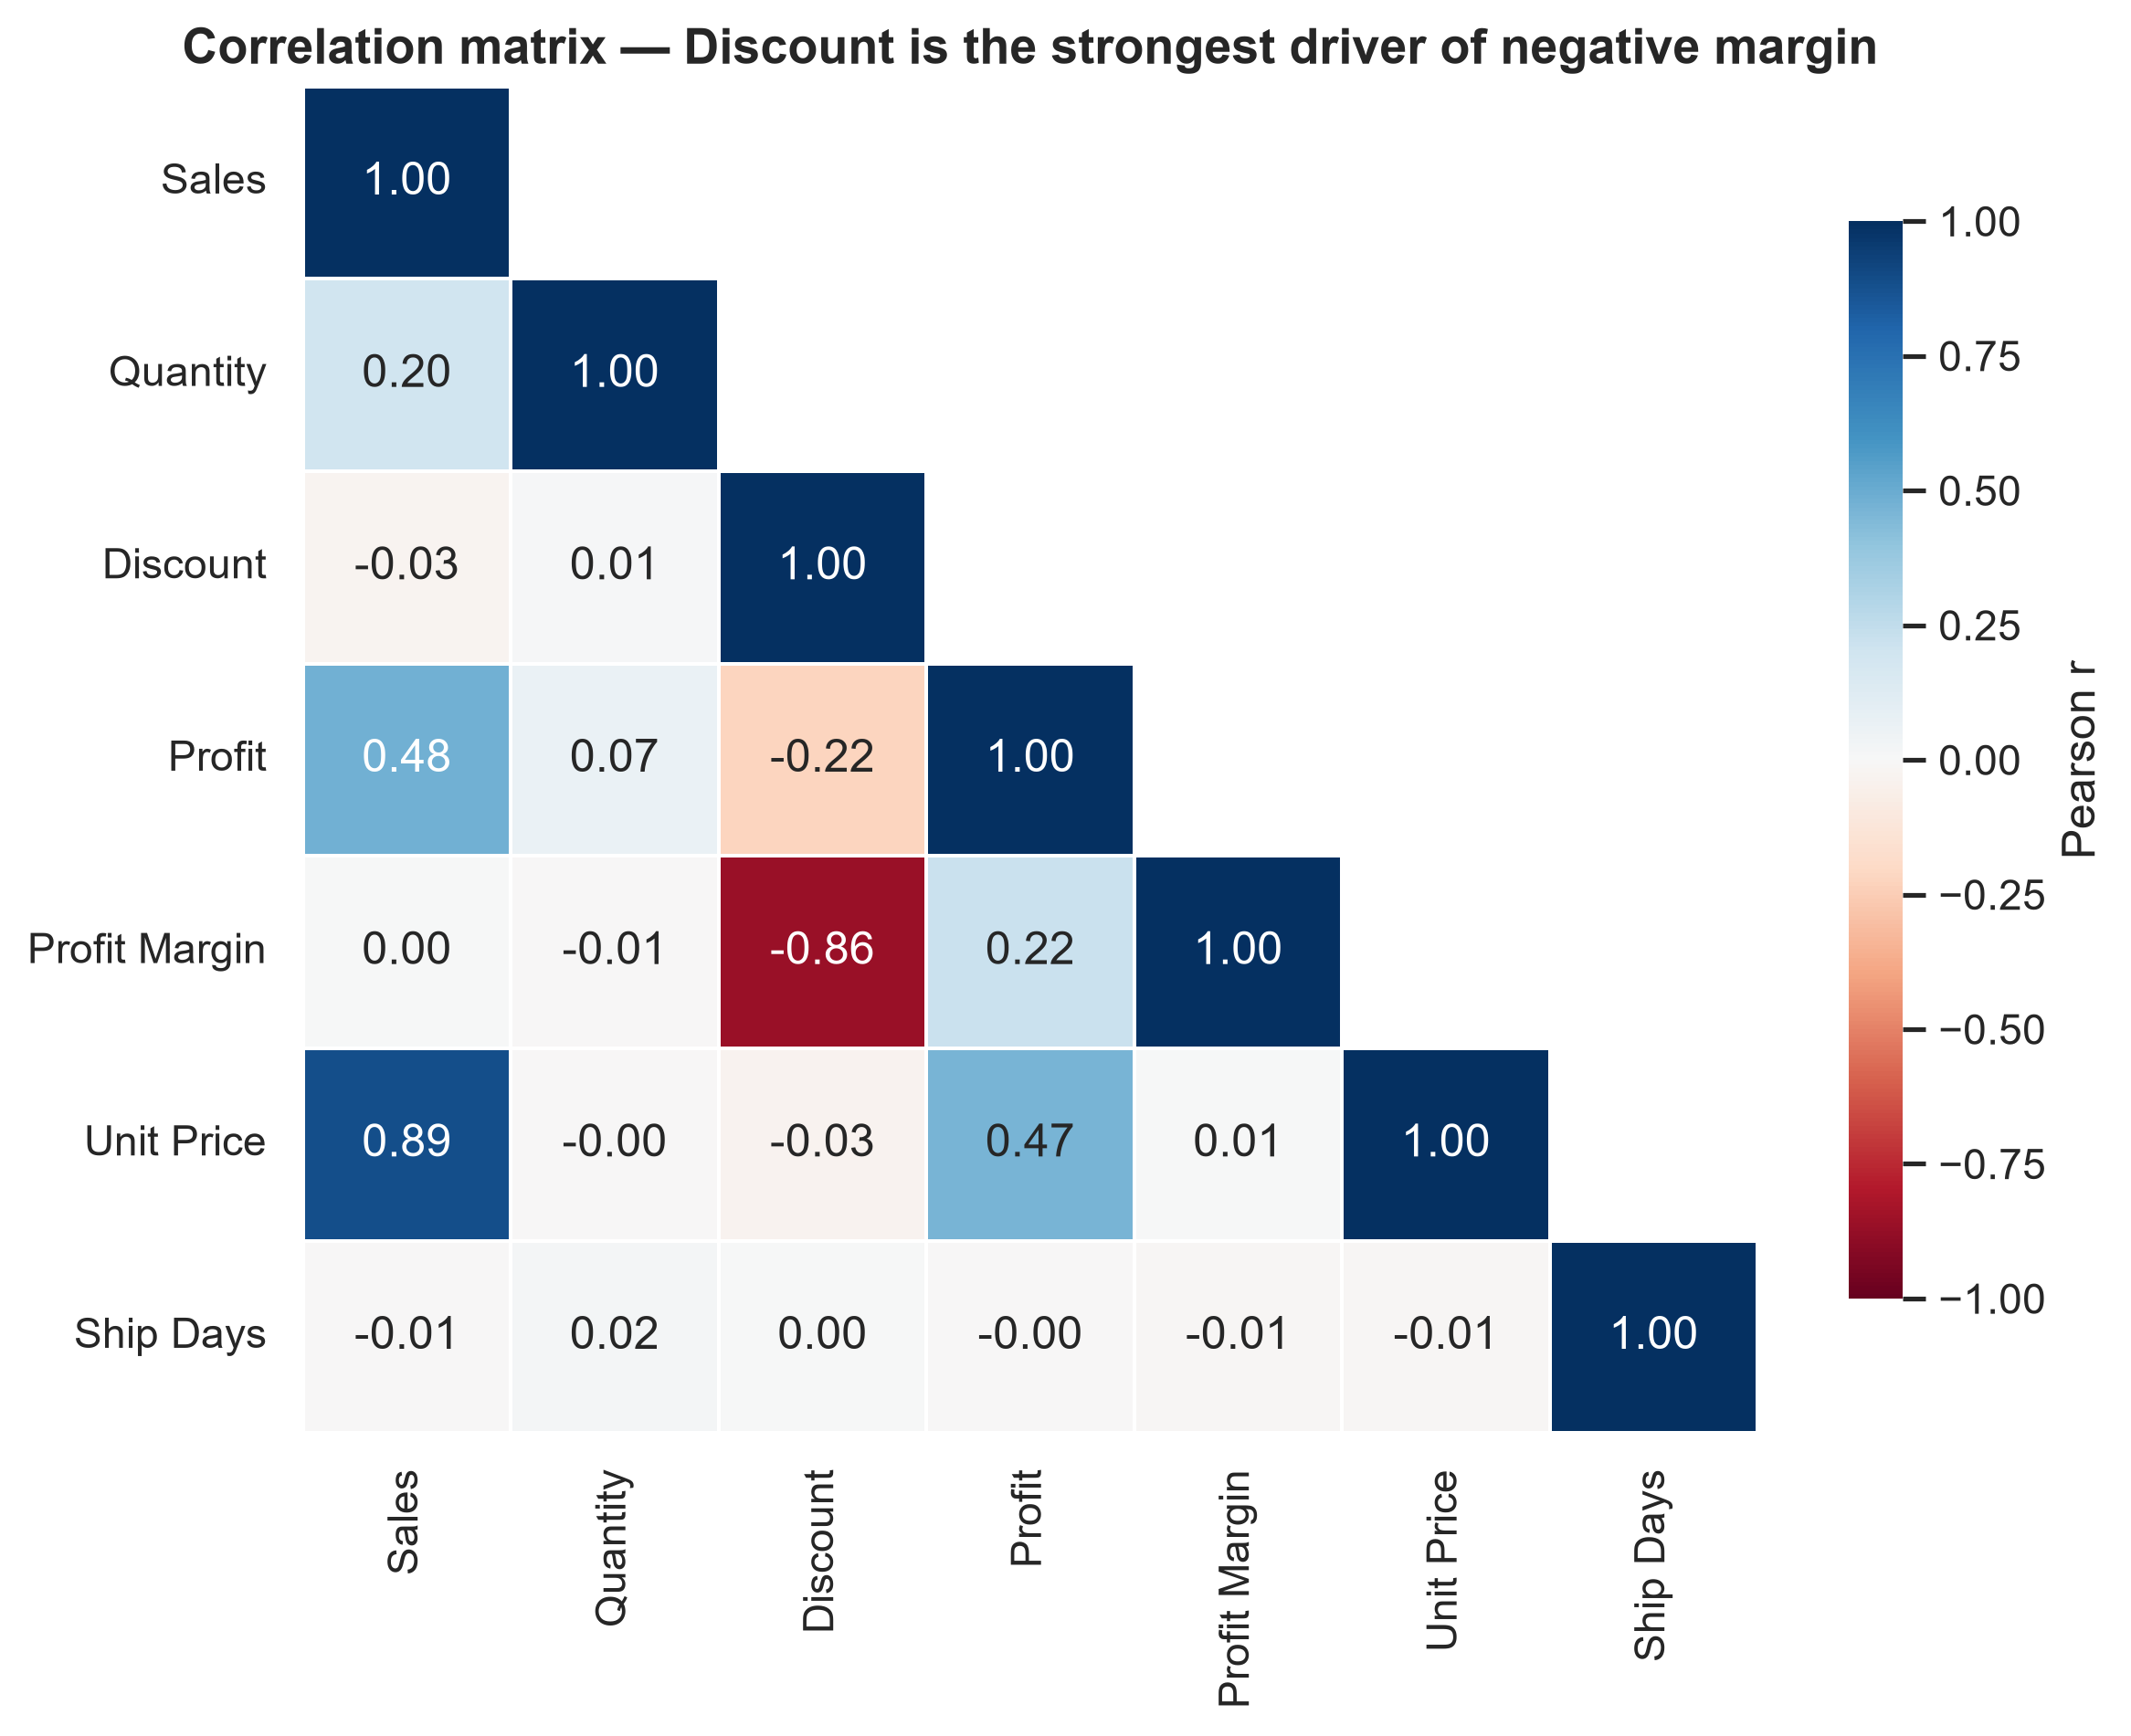 Correlation matrix — Discount is the strongest driver of negative margin
Sales 1.00
Quantity 0.20 1.00
Discount -0.03 0.01 1.00
Profit 0.48 0.07 -0.22 1.00
Profit Margin 0.00 -0.01 -0.86 0.22 1.00
Unit Price 0.89 -0.00 -0.03 0.47 0.01 1.00
Ship Days -0.01 0.02 0.00 -0.00 -0.01 -0.01 1.00
Sales Quantity Discount Profit Profit Margin Unit Price Ship Days
1.00
0.75
0.50
0.25
0.00
−0.25
−0.50
−0.75
−1.00
Pearson r